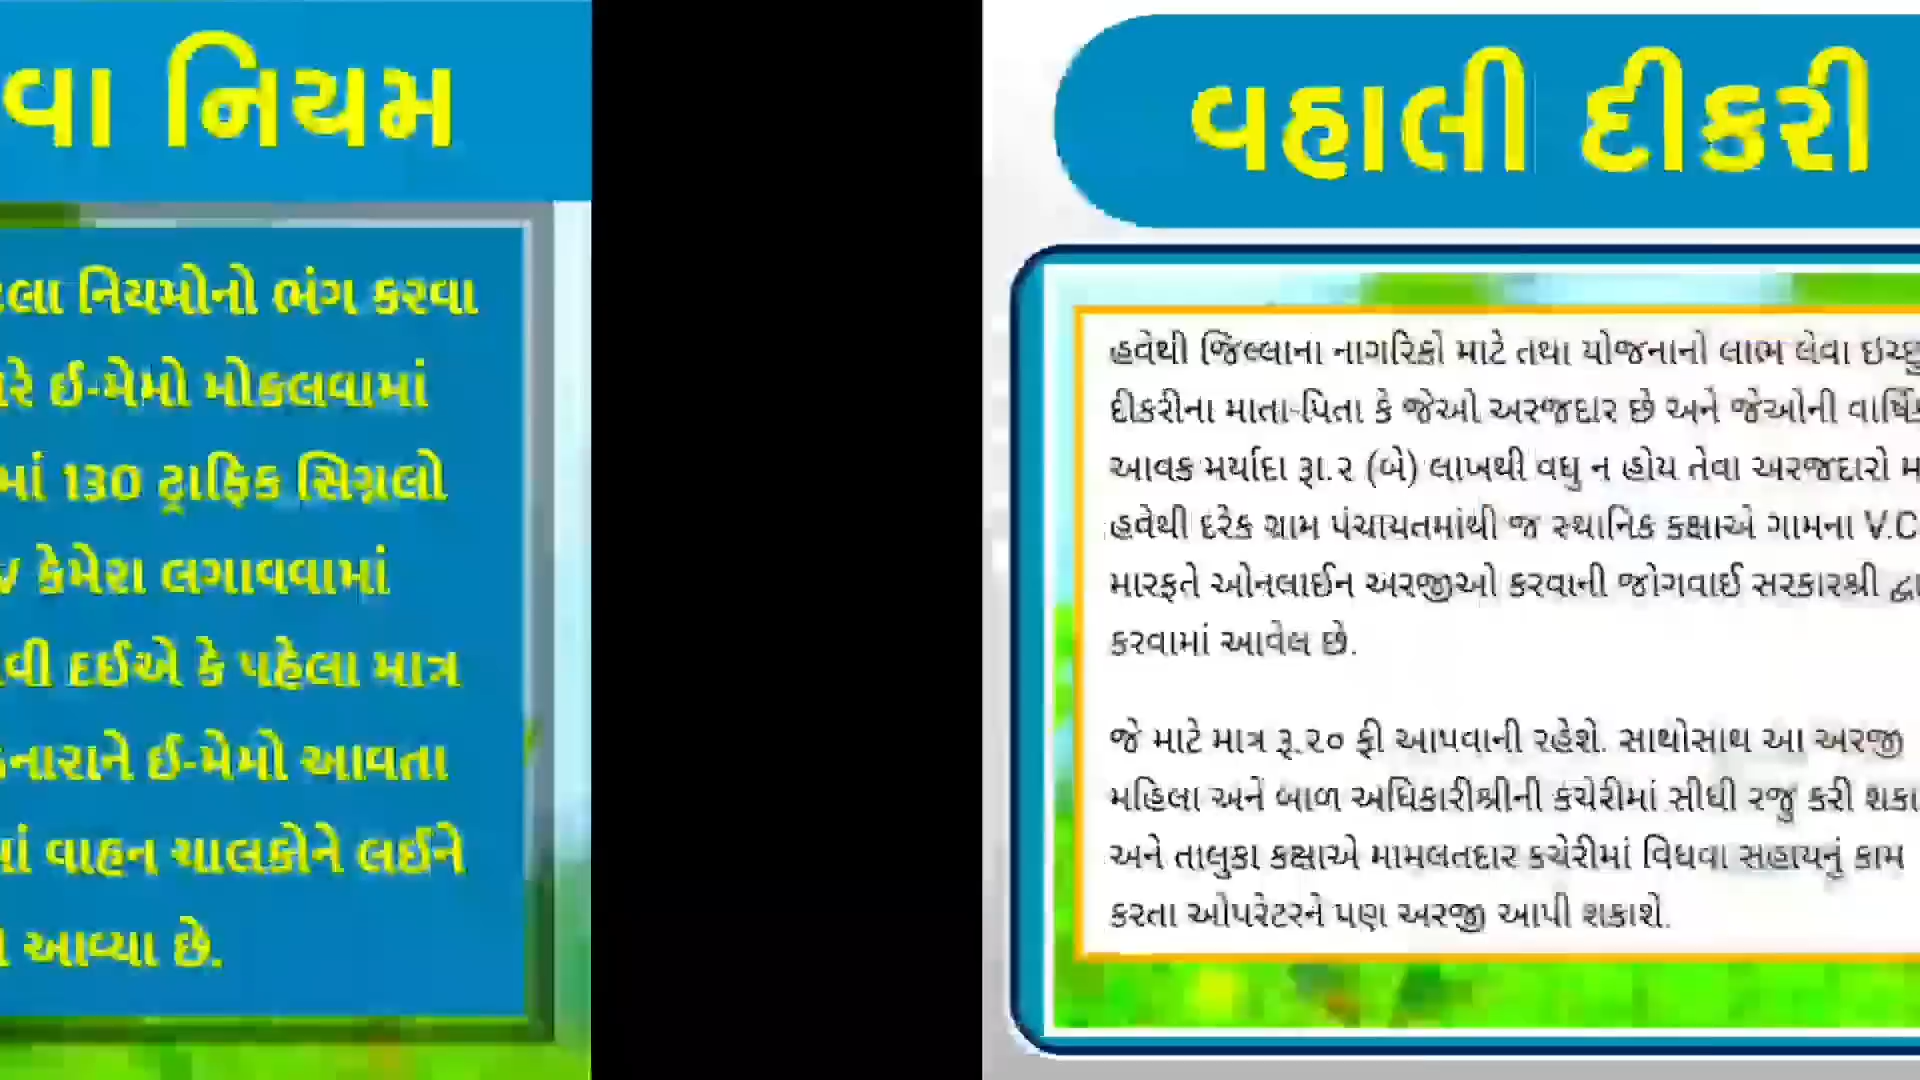 વા નિયમ
લા નિયમોનો ભંગ કરવા
રે ઈ-મેમો મોકલવામાં
માં 130 ટ્રાફિક સિગ્નલો
કેમેરા લગાવવામાં
વી દઈએ કે પહેલા માત્ર
નારાને ઈ-મેમો આવતા
માં વાહન ચાલકોને લઈને
આવ્યા છે.
વહાલી દીકરી
હવેથી જિલ્લાના નાગરિકો માટે તથા યોજનાનો લાભ લેવા ઇચ્છુ
દીકરીના માતા-પિતા કે જેઓ અરજદાર છે અને જેઓની વાર્ષિક
આવક મર્યાદા રૂા.૨ (બે) લાખથી વધુ ન હોય તેવા અરજદારો મ
હવેથી દરેક ગ્રામ પંચાયતમાંથી જ સ્થાનિક કક્ષાએ ગામના V.C
મારફતે ઓનલાઈન અરજીઓ કરવાની જોગવાઈ સરકારશ્રી દ્વા
કરવામાં આવેલ છે.
જે માટે માત્ર રૂ.૨૦ ફી આપવાની રહેશે. સાથોસાથ આ અરજી
મહિલા અને બાળ અધિકારીશ્રીની કચેરીમાં સીધી રજુ કરી શકા
અને તાલુકા કક્ષાએ મામલતદાર કચેરીમાં વિધવા સહાયનું કામ
કરતા ઓપરેટરને પણ અરજી આપી શકાશે.